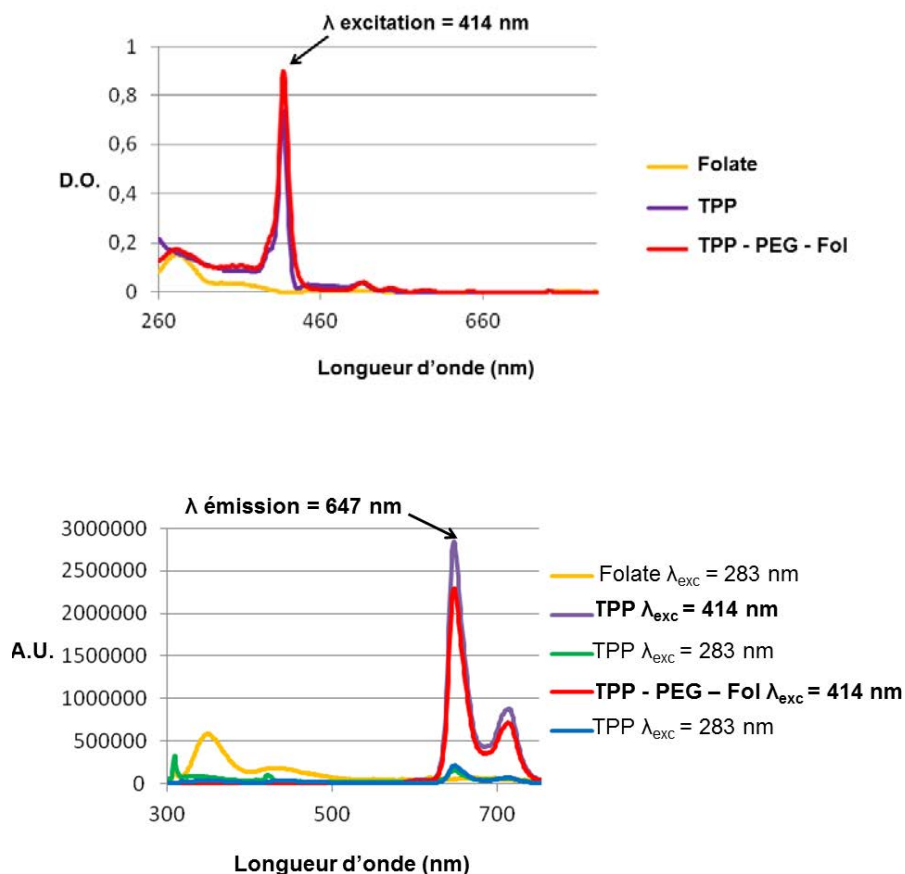 λ excitation = 414 nm
1
0,8
0,6
0,4
0,2
0
D.O.
260
460
660
Longueur d'onde (nm)
Folate
TPP
TPP - PEG - Fol
λ émission = 647 nm
3000000
2500000
2000000
1500000
1000000
500000
0
A.U.
300
500
700
Longueur d'onde (nm)
Folate λexc = 283 nm
TPP λexc = 414 nm
TPP λexc = 283 nm
TPP - PEG – Fol λexc = 414 nm
TPP λexc = 283 nm